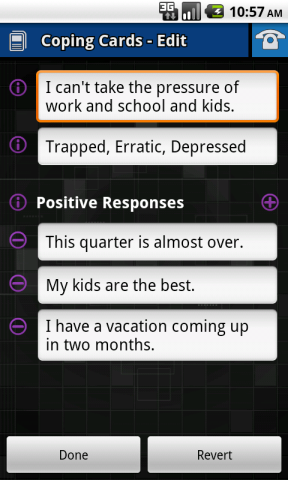 3G
10:57 AM
Coping Cards - Edit
I can't take the pressure of
work and school and kids.
Trapped, Erratic, Depressed
Positive Responses
This quarter is almost over.
My kids are the best.
I have a vacation coming up
in two months.
Done
Revert